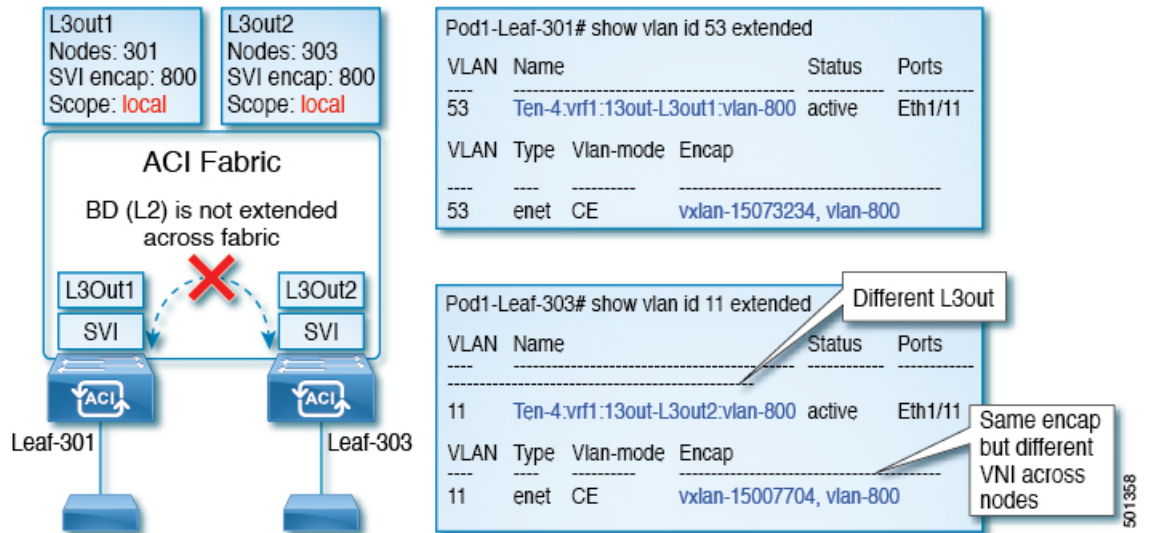 L3out1
Nodes: 301
SVI encap: 800
Scope: local
L3out2
Nodes: 303
SVI encap: 800
Scope: local
ACI Fabric
BD (L2) is not extended
across fabric
L3Out1
SVI
L3Out2
SVI
ACI
ACI
Leaf-301
Leaf-303
Pod1-Leaf-301# show vlan id 53 extended
VLAN Name Status Ports
---- -------------------------------- --------------- -------------
53 Ten-4:vrf1:13out-L3out1:vlan-800 active Eth1/11
VLAN Type Vlan-mode Encap
---- ---- ---------- -------------------------------
53 enet CE vxlan-15073234, vlan-800
Pod1-Leaf-303# show vlan id 11 extended
Different L3out
VLAN Name Status Ports
---- --------------- -------------
--------------------------------
11 Ten-4:vrf1:13out-L3out2:vlan-800 active Eth1/11
VLAN Type Vlan-mode Encap
---- ---- ---------- -------------------------------
11 enet CE vxlan-15007704, vlan-800
Same encap
but different
VNI across
nodes
501358